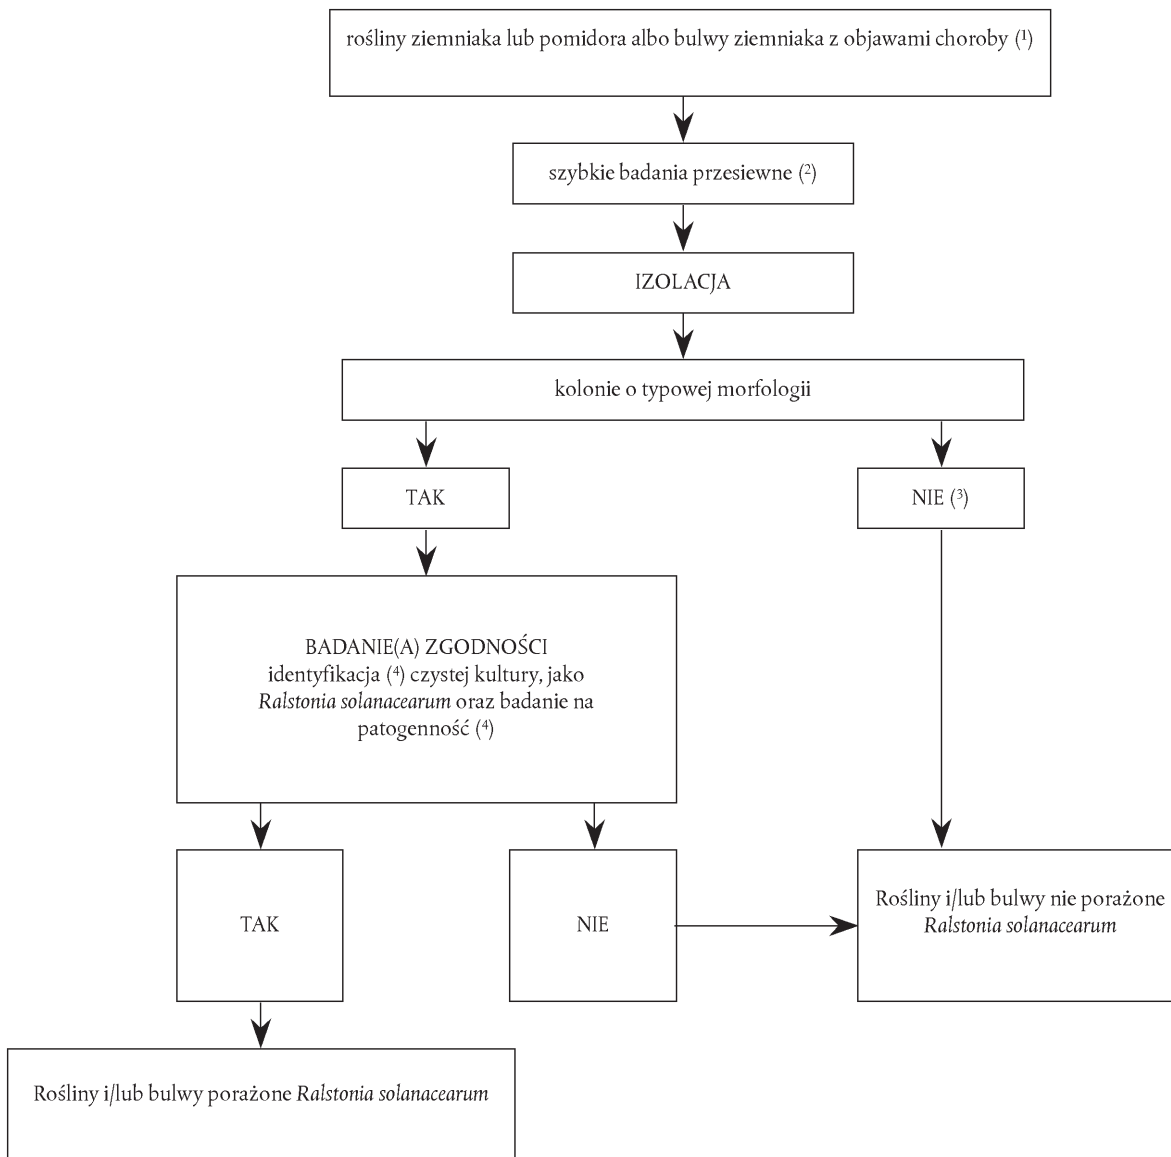 rośliny ziemniaka lub pomidora albo bulwy ziemniaka z objawami choroby (¹)
szybkie badania przesiewne (²)
IZOLACJA
kolonie o typowej morfologii
TAK
NIE (³)
BADANIE(A) ZGODNOŚCI
identyfikacja (⁴) czystej kultury, jako
Ralstonia solanacearum oraz badanie na
patogenność (⁴)
TAK
NIE
Rośliny i/lub bulwy nie porażone
Ralstonia solanacearum
Rośliny i/lub bulwy porażone Ralstonia solanacearum